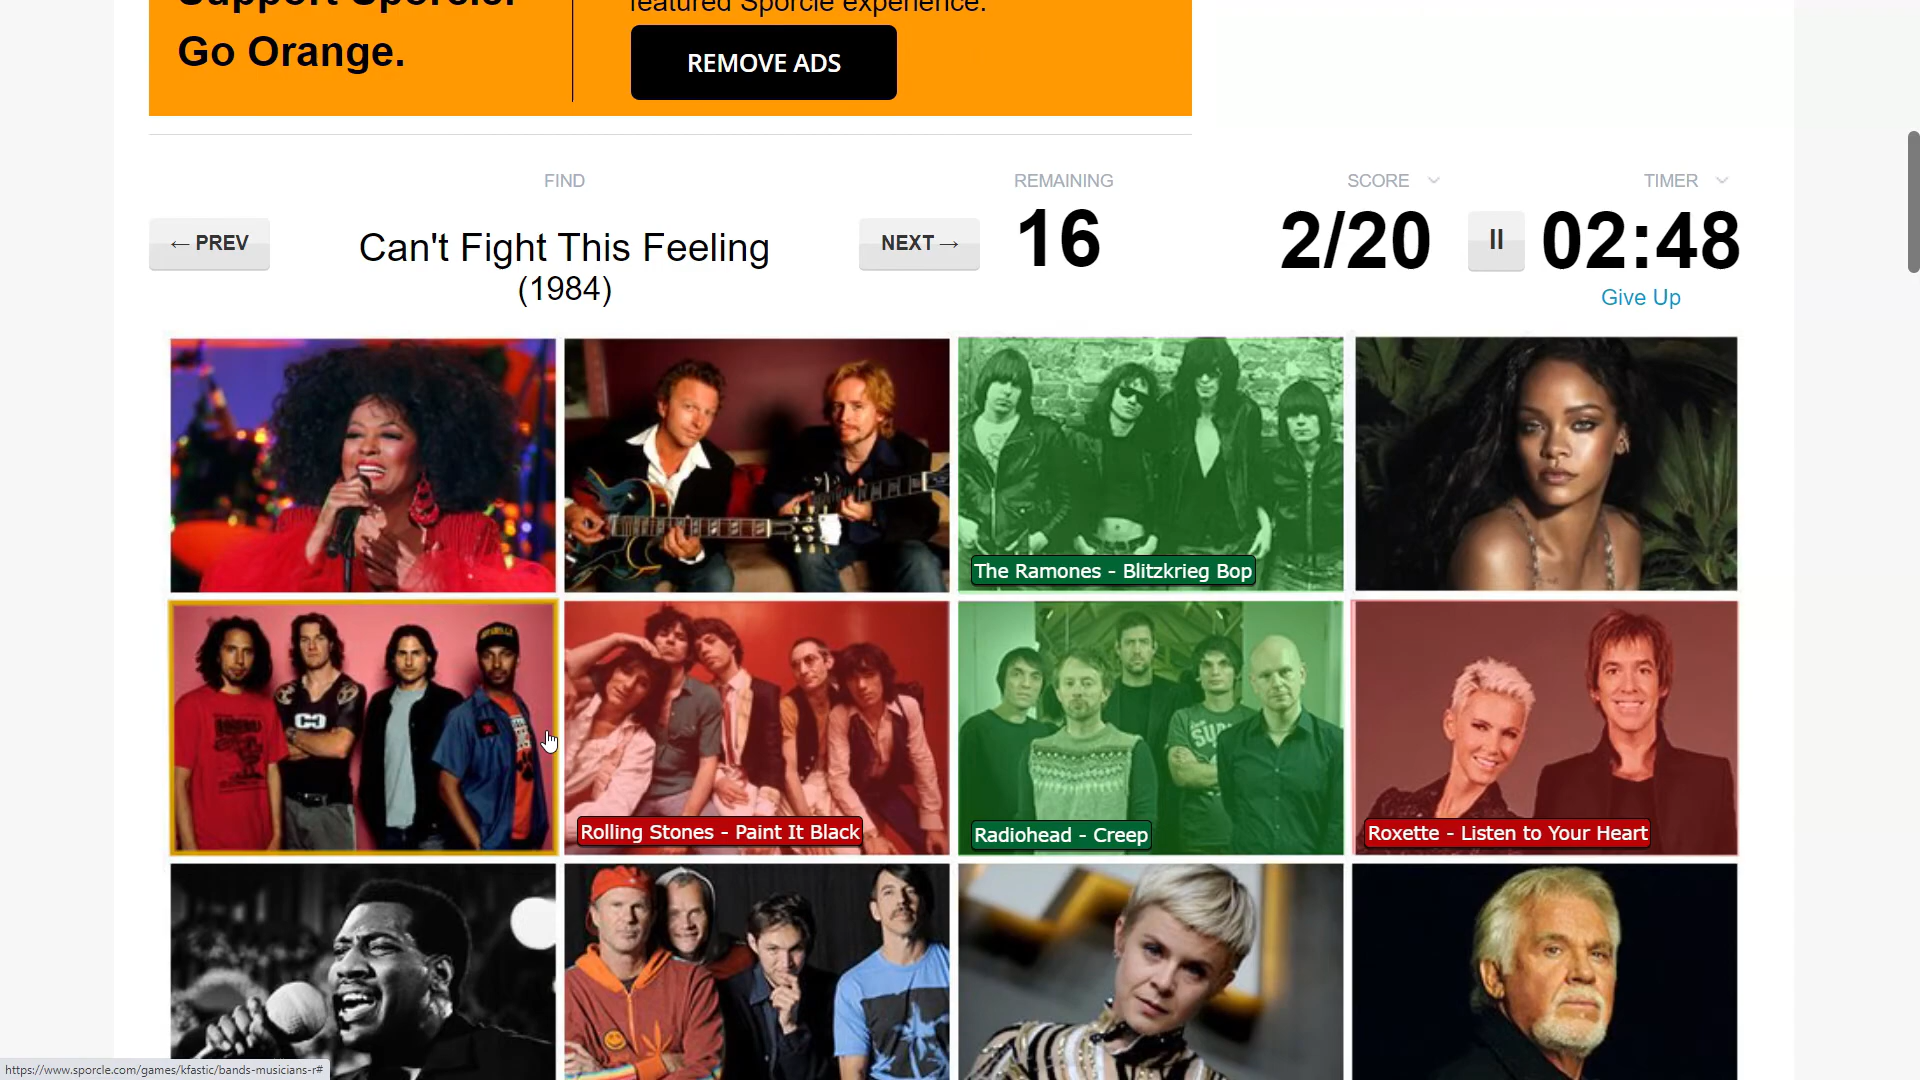 Support Sporcle.
Go Orange.
featured Sporcle experience.
REMOVE ADS
FIND
REMAINING
SCORE
TIMER
← PREV
Can't Fight This Feeling
(1984)
NEXT →
16
2/20
02:48
Give Up
The Ramones - Blitzkrieg Bop
Rolling Stones - Paint It Black
Radiohead - Creep
Roxette - Listen to Your Heart
https://www.sporcle.com/games/kfastic/bands-musicians-r#